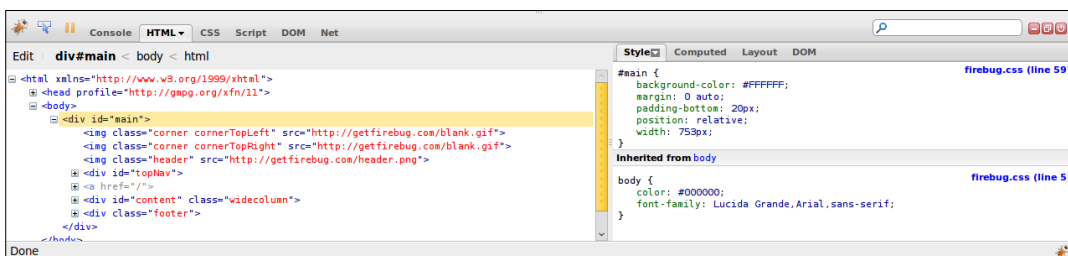 Console HTML CSS Script DOM Net
Edit div#main < body < html
<html xmlns="http://www.w3.org/1999/xhtml">
<head profile="http://gmpg.org/xfn/11">
<body>
<div id="main">
<img class="corner cornerTopLeft" src="http://getfirebug.com/blank.gif">
<img class="corner cornerTopRight" src="http://getfirebug.com/blank.gif">
<img class="header" src="http://getfirebug.com/header.png">
<div id="topNav">
<a href="/">
<div id="content" class="widecolumn">
<div class="footer">
</div>
</body>
Done
Style Computed Layout DOM
#main { firebug.css (line 59)
background-color: #FFFFFF;
margin: 0 auto;
padding-bottom: 20px;
position: relative;
width: 753px;
}
Inherited from body
body { firebug.css (line 5
color: #000000;
font-family: Lucida Grande,Arial,sans-serif;
}